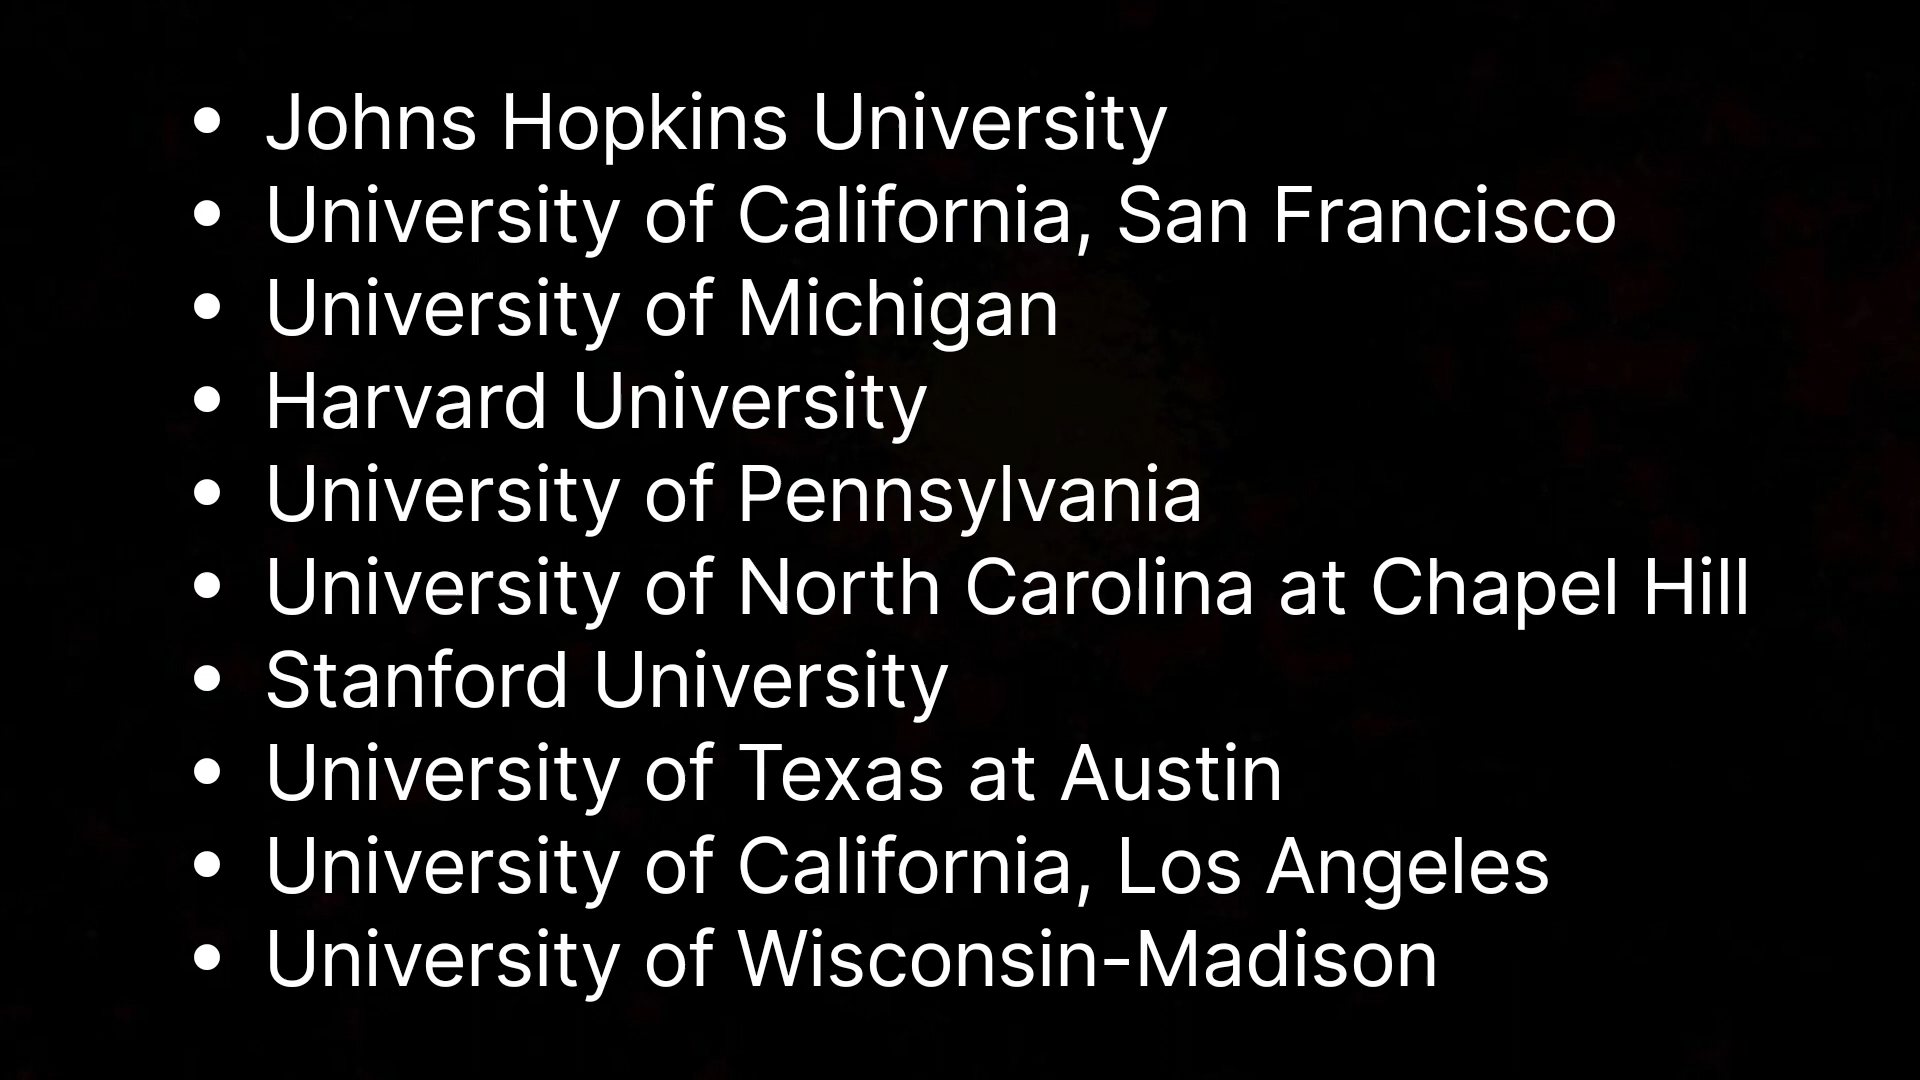 • Johns Hopkins University
• University of California, San Francisco
• University of Michigan
• Harvard University
• University of Pennsylvania
• University of North Carolina at Chapel Hill
• Stanford University
• University of Texas at Austin
• University of California, Los Angeles
• University of Wisconsin-Madison